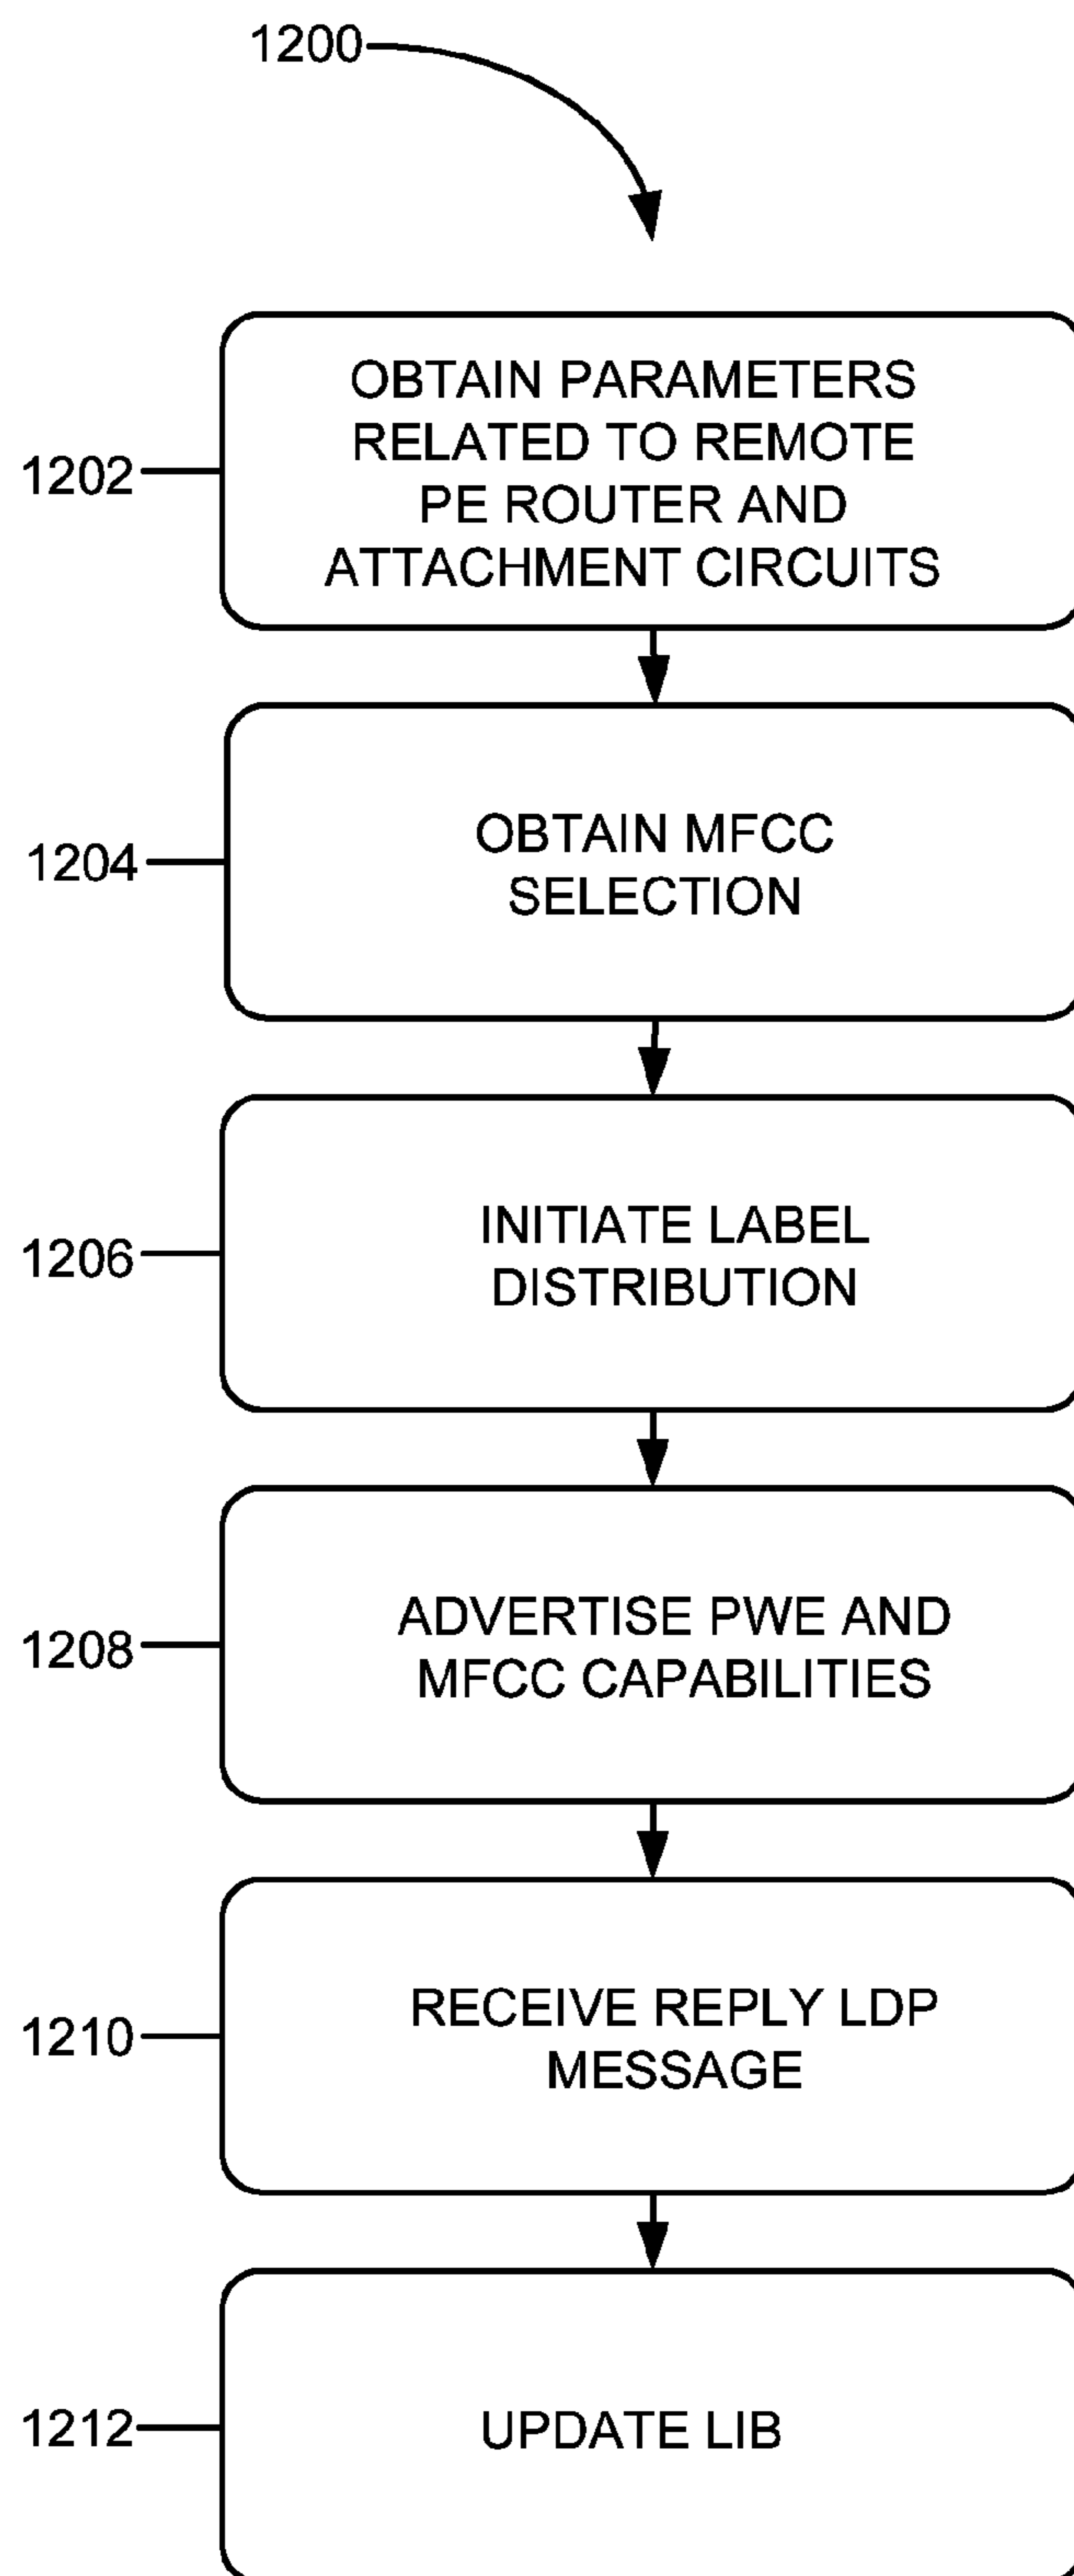 1200
1202
OBTAIN PARAMETERS
RELATED TO REMOTE
PE ROUTER AND
ATTACHMENT CIRCUITS
1204
OBTAIN MFCC
SELECTION
1206
INITIATE LABEL
DISTRIBUTION
1208
ADVERTISE PWE AND
MFCC CAPABILITIES
1210
RECEIVE REPLY LDP
MESSAGE
1212
UPDATE LIB